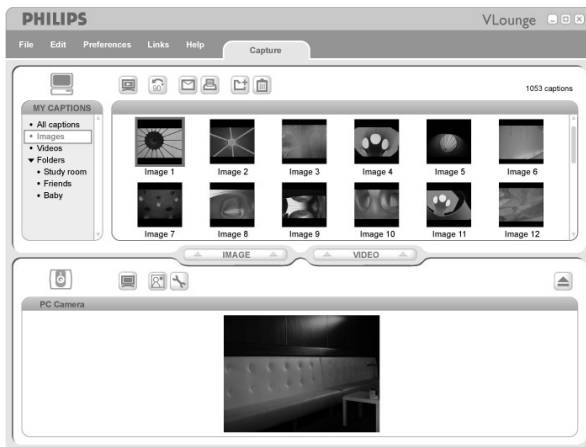 PHILIPS
VLounge
File Edit Preferences Links Help Capture
90°
1053 captions
MY CAPTIONS
• All captions
• Images
• Videos
Folders
• Study room
• Friends
• Baby
Image 1 Image 2 Image 3 Image 4 Image 5 Image 6
Image 7 Image 8 Image 9 Image 10 Image 11 Image 12
IMAGE VIDEO
PC Camera